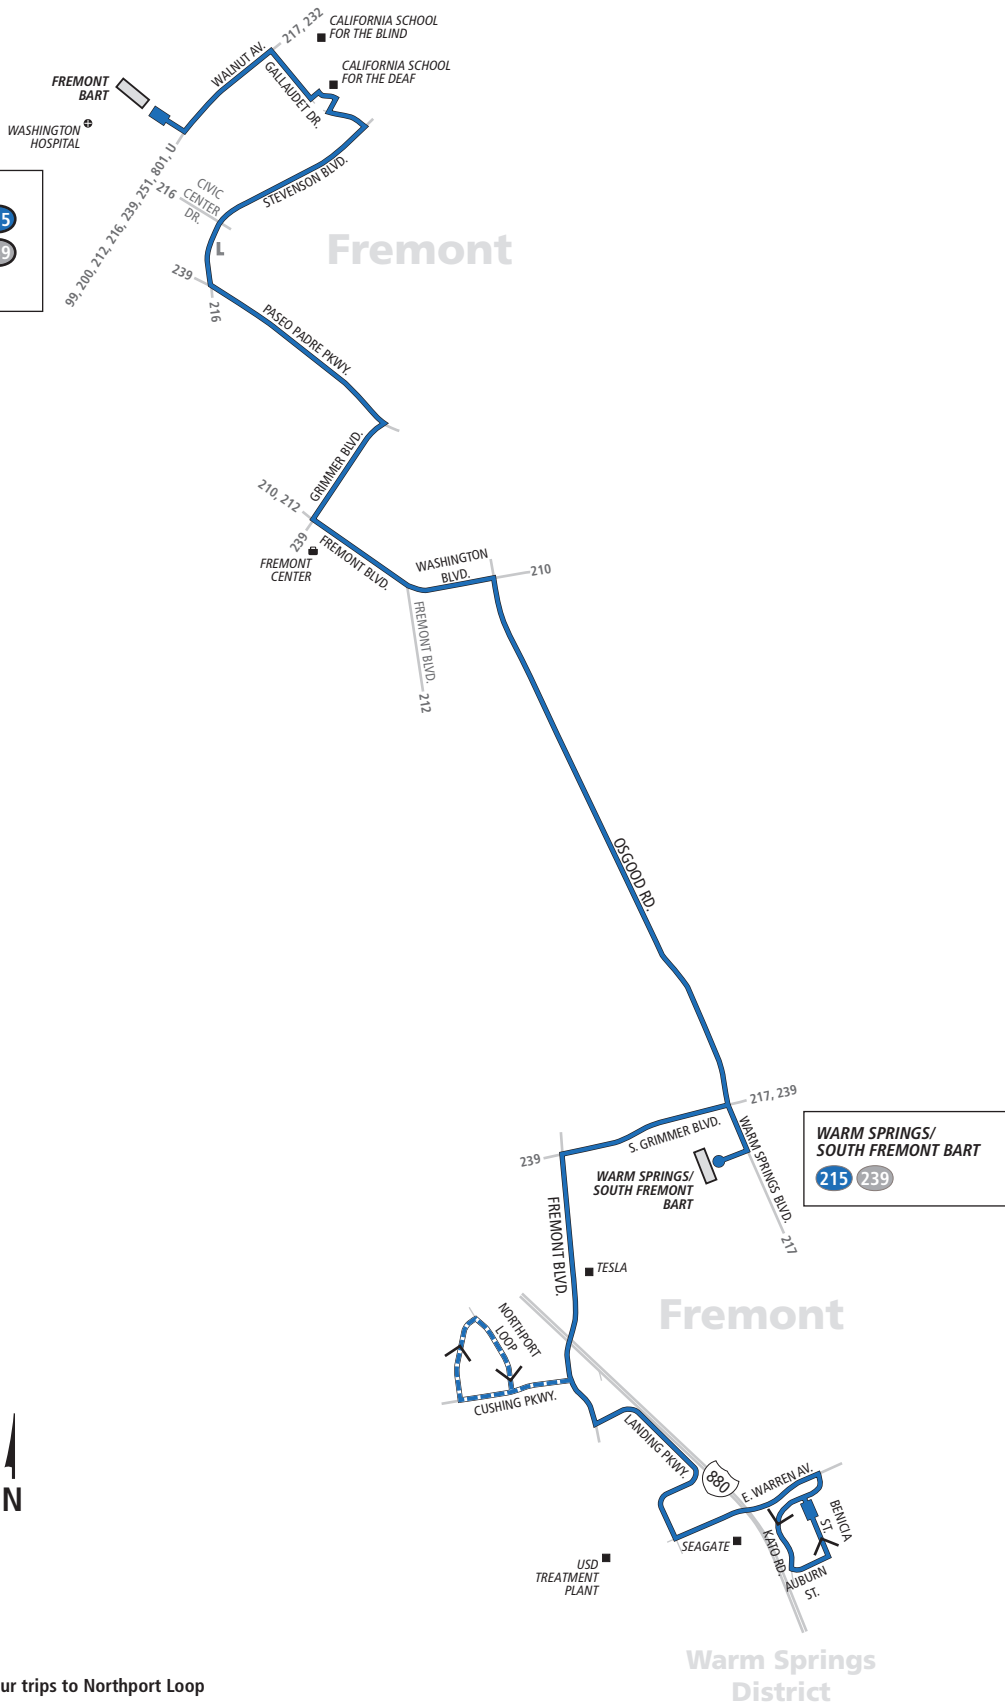 217, 232
CALIFORNIA SCHOOL
FOR THE BLIND
WALNUT AV.
CALIFORNIA SCHOOL
FOR THE DEAF
GALLAUDET DR.
FREMONT
BART
WASHINGTON
HOSPITAL
99, 200, 212, 216, 239, 251, 801, U
216
CIVIC
CENTER
DR.
STEVENSON BLVD.
5
9
L
Fremont
239
216
PASEO PADRE PKWY.
GRIMMER BLVD.
210, 212
239
FREMONT
CENTER
FREMONT BLVD.
WASHINGTON
BLVD.
210
FREMONT BLVD.
212
OSGOOD RD.
217, 239
S. GRIMMER BLVD.
WARM SPRINGS BLVD.
217
239
WARM SPRINGS/
SOUTH FREMONT
BART
WARM SPRINGS/
SOUTH FREMONT BART
215 239
FREMONT BLVD.
TESLA
Fremont
NORTHPORT
LOOP
CUSHING PKWY.
LANDING PKWY.
880
E. WARREN AV.
BENICIA
ST.
KATO RD.
AUBURN
ST.
SEAGATE
USD
TREATMENT
PLANT
N
Warm Springs
District
ur trips to Northport Loop